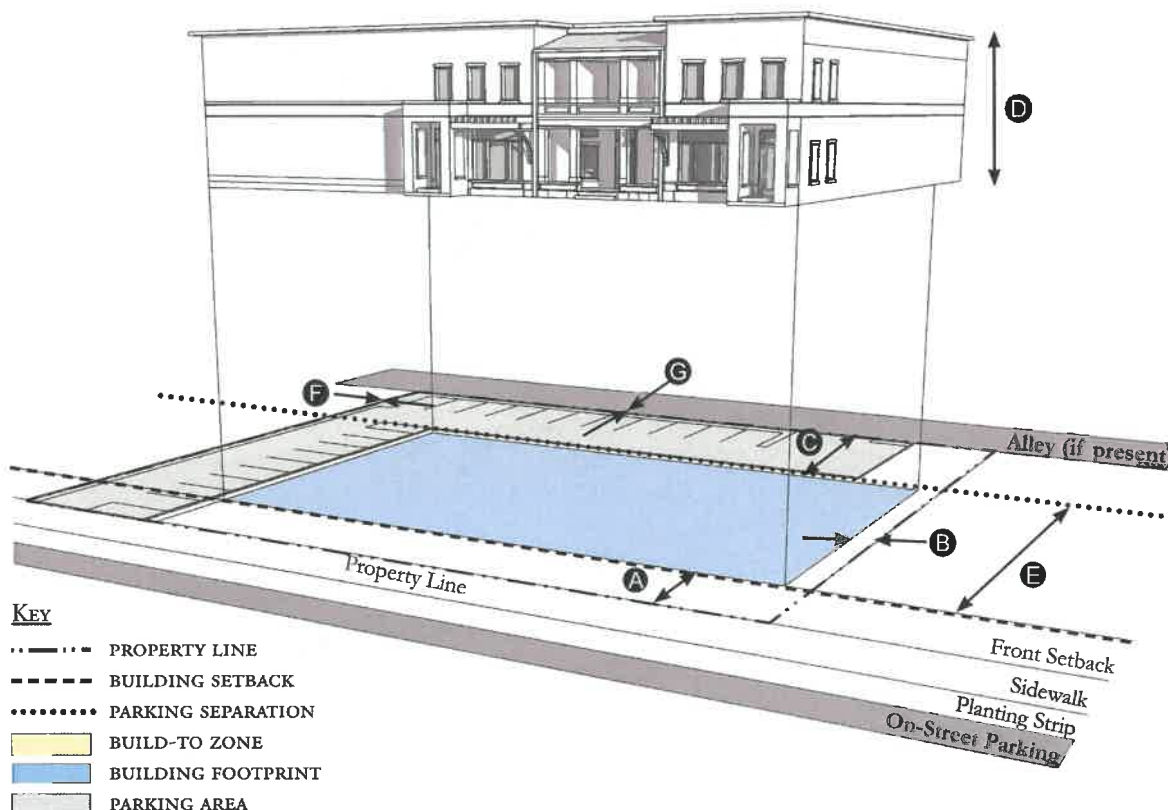 D
G
F
C
Alley (if present)
B
A
E
Property Line
Front Setback
Sidewalk
Planting Strip
On-Street Parking
KEY
PROPERTY LINE
BUILDING SETBACK
PARKING SEPARATION
BUILD-TO ZONE
BUILDING FOOTPRINT
PARKING AREA